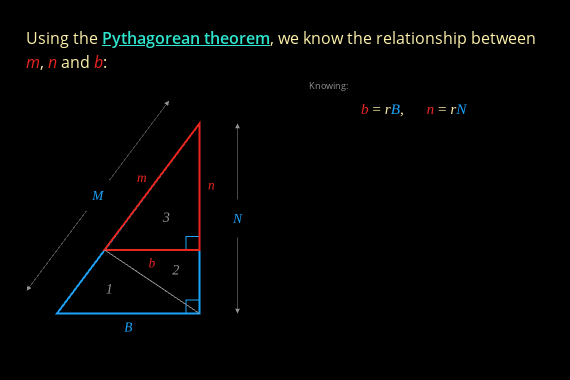 Using the Pythagorean theorem, we know the relationship between
m, n and b:
Knowing:
b = rB, n = rN
M
m
n
N
3
b
2
1
B